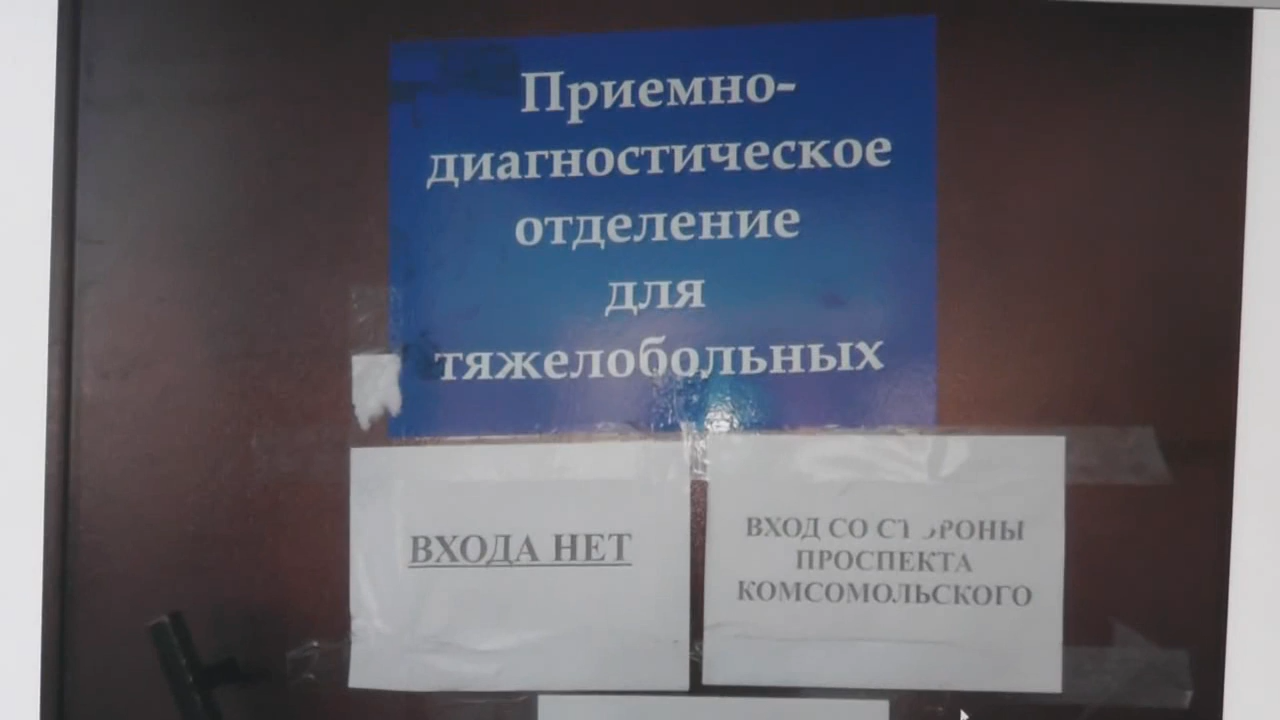 Приемно-
диагностическое
отделение
для
тяжелобольных
ВХОДА НЕТ
ВХОД СО СТОРОНЫ
ПРОСПЕКТА
КОМСОМОЛЬСКОГО